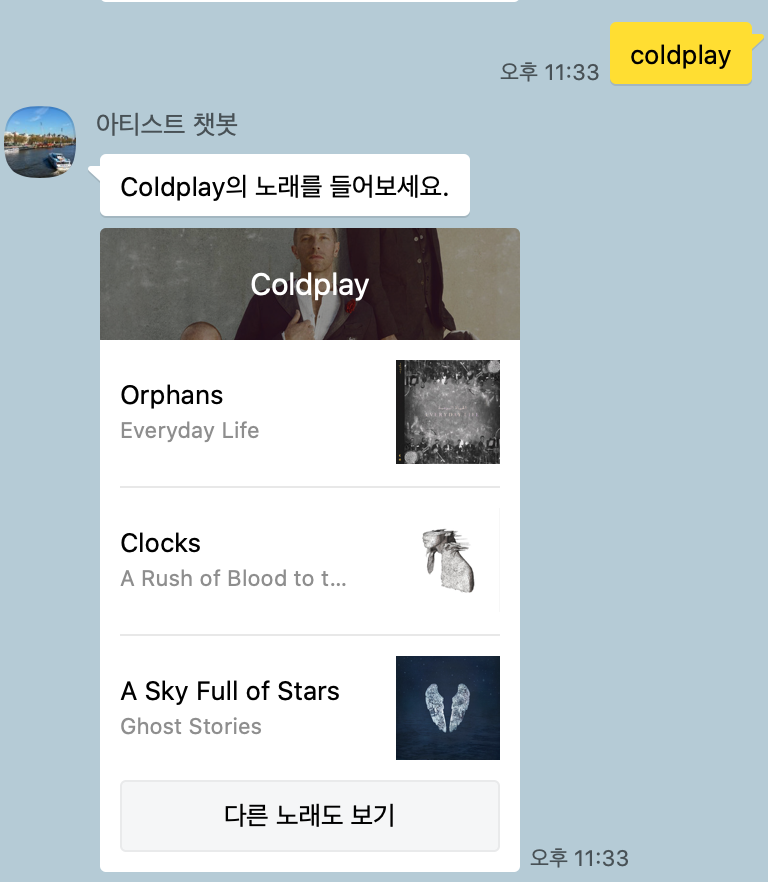 coldplay
오후 11:33
아티스트 챗봇
Coldplay의 노래를 들어보세요.
Coldplay
Orphans
Everyday Life
EVERYDAY LIFE
Clocks
A Rush of Blood to t...
A Sky Full of Stars
Ghost Stories
다른 노래도 보기
오후 11:33